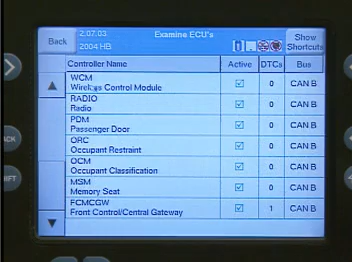 Back
2.07.03
2004 HB
Examine ECU's
Show
Shortcuts
Controller Name Active DTCs Bus
WCM
Wireless Control Module 0 CAN B
RADIO
Radio 0 CAN B
PDM
Passenger Door 0 CAN B
ORC
Occupant Restraint 0 CAN B
OCM
Occupant Classification 0 CAN B
MSM
Memory Seat 0 CAN B
FCMCGW
Front Control/Central Gateway 1 CAN B